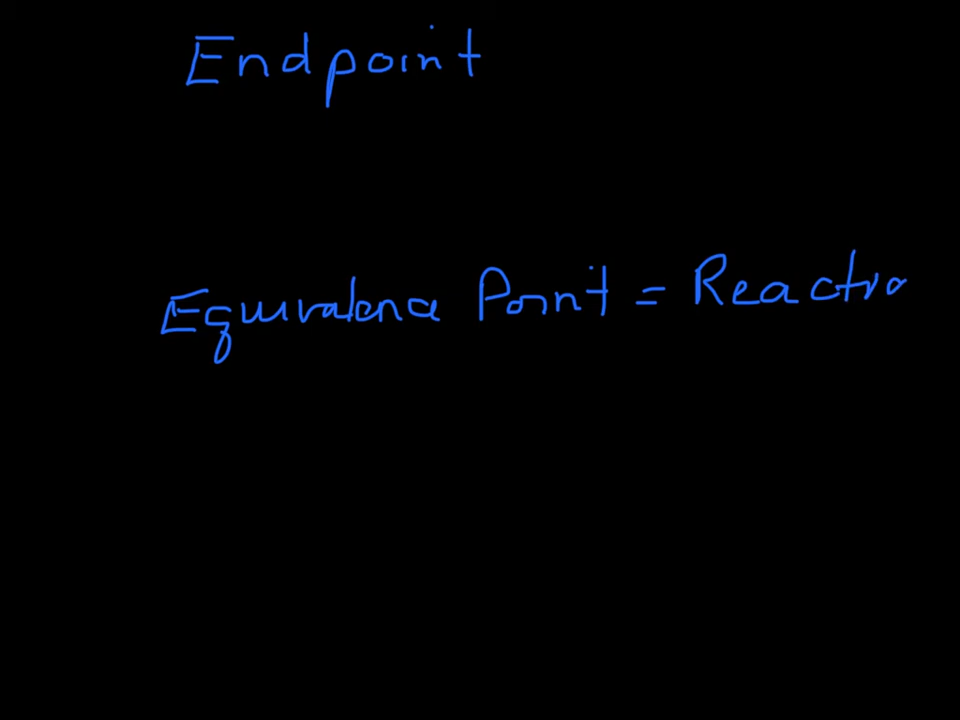 Endpoint
Equivalence Point = Reactio